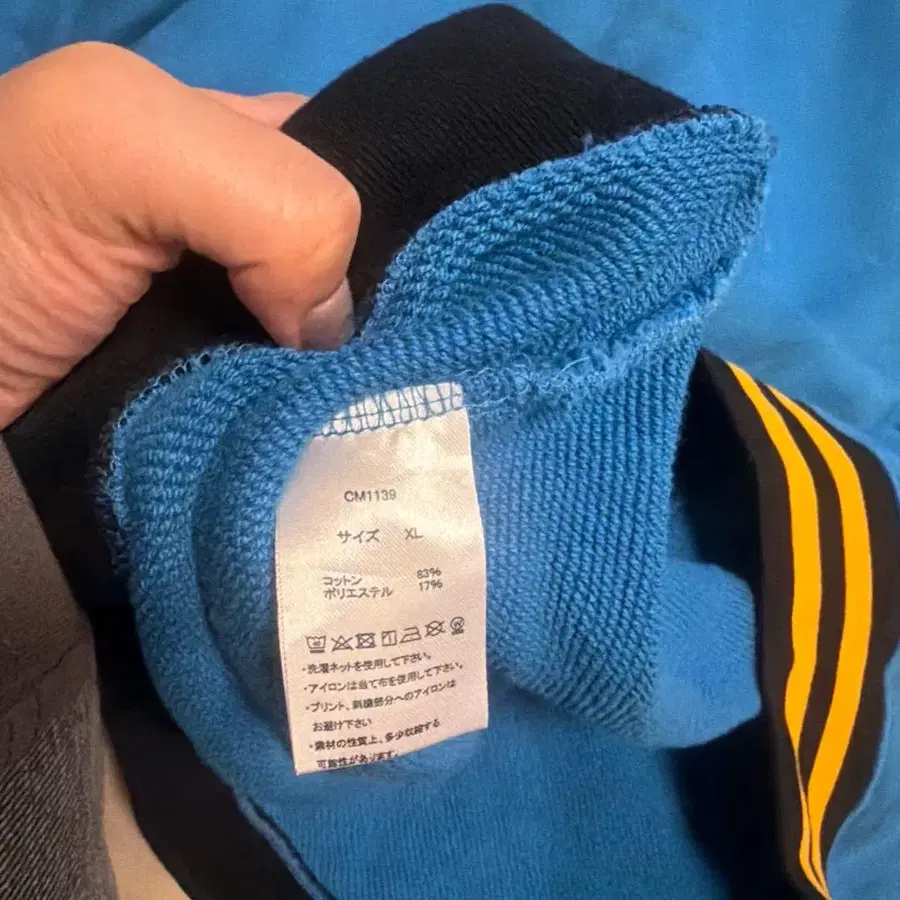 CM1139
サイズ XL
コットン 83%
ポリエステル 17%
・洗濯ネットを使用して下さい。
・アイロンは当て布を使用して下さい。
・プリント、刺繍部分へのアイロンは
お避け下さい
・素材の性質上、多少収縮する
可能性があります。